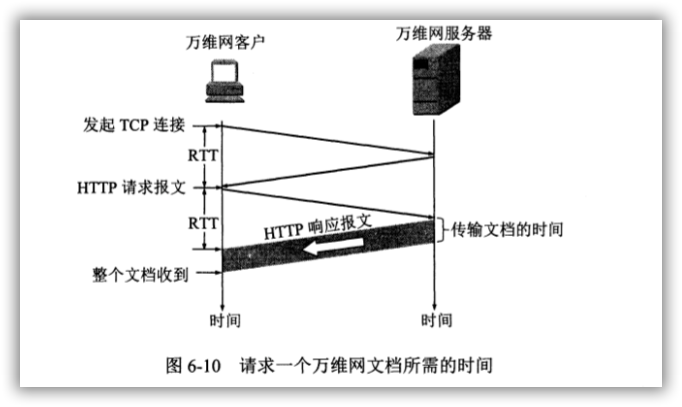 万维网客户
万维网服务器
发起 TCP 连接
RTT
HTTP 请求报文
RTT
HTTP 响应报文
传输文档的时间
整个文档收到
时间
时间
图 6-10 请求一个万维网文档所需的时间